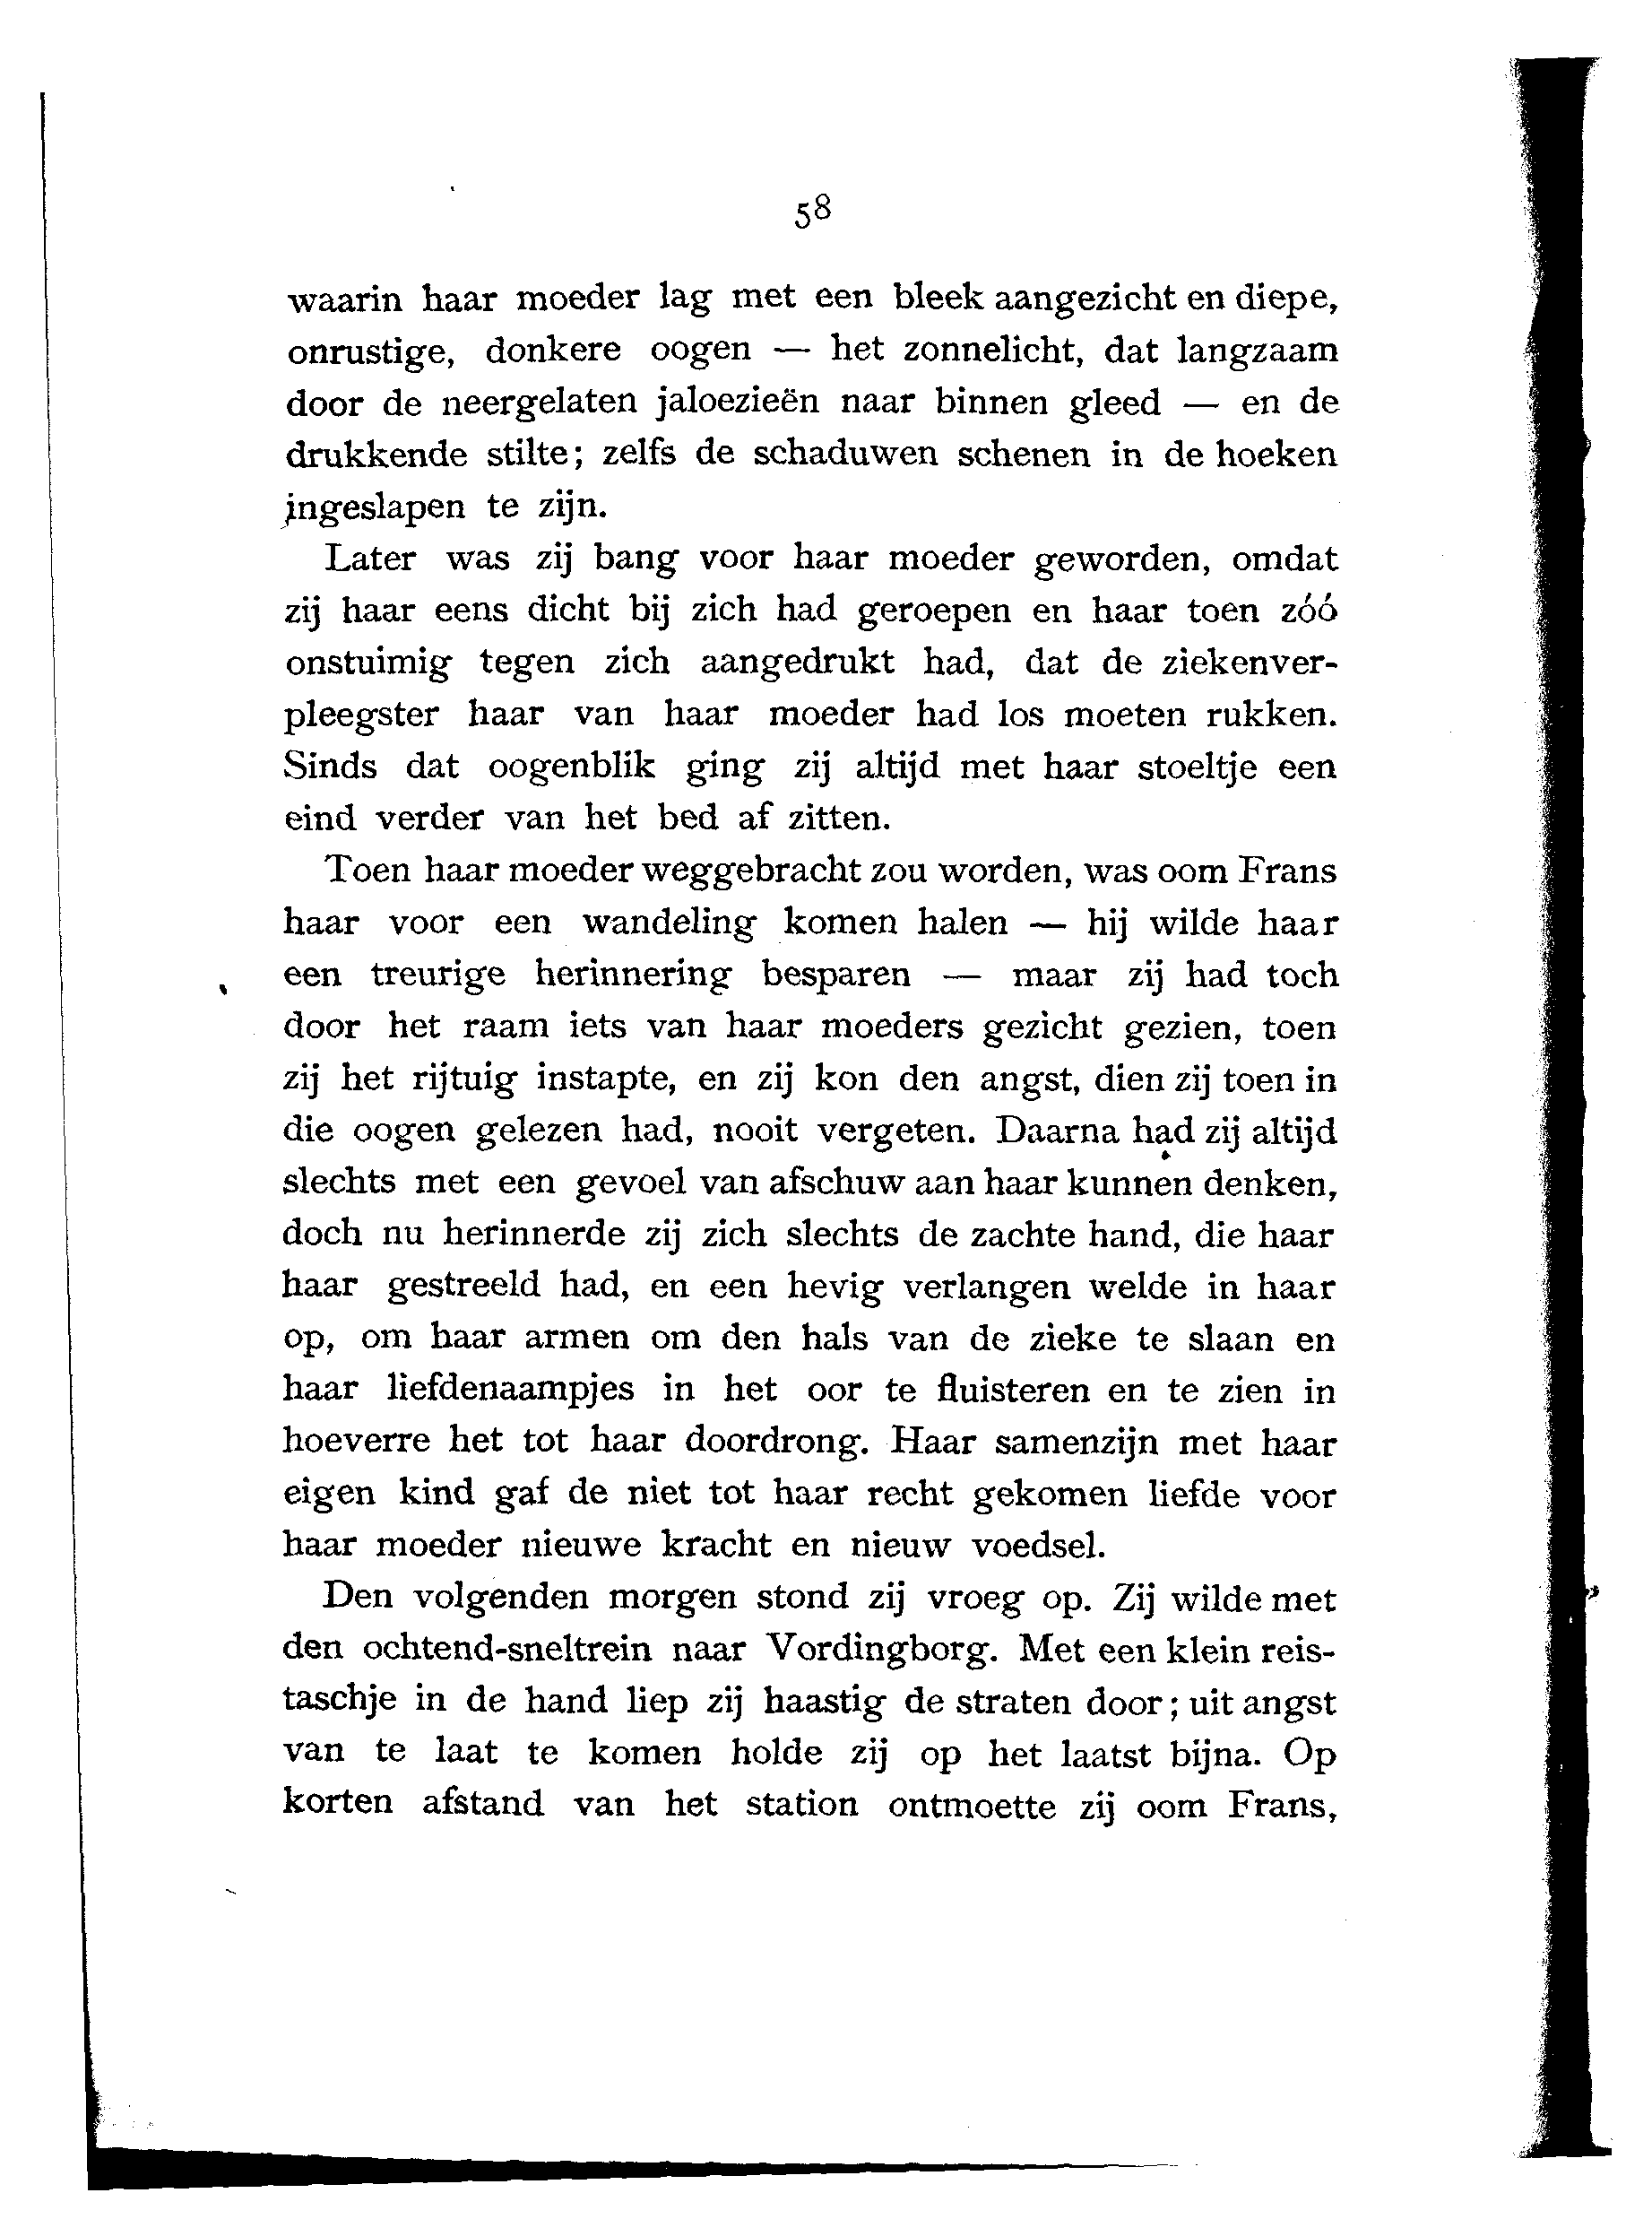 58
waarin haar moeder lag met een bleek aangezicht en diepe,
onrustige, donkere oogen — het zonnelicht, dat langzaam
door de neergelaten jaloezieën naar binnen gleed — en de
drukkende stilte; zelfs de schaduwen schenen in de hoeken
ingeslapen te zijn.
Later was zij bang voor haar moeder geworden, omdat
zij haar eens dicht bij zich had geroepen en haar toen zóó
onstuimig tegen zich aangedrukt had, dat de ziekenver-
pleegster haar van haar moeder had los moeten rukken.
Sinds dat oogenblik ging zij altijd met haar stoeltje een
eind verder van het bed af zitten.
Toen haar moeder weggebracht zou worden, was oom Frans
haar voor een wandeling komen halen — hij wilde haar
een treurige herinnering besparen — maar zij had toch
door het raam iets van haar moeders gezicht gezien, toen
zij het rijtuig instapte, en zij kon den angst, dien zij toen in
die oogen gelezen had, nooit vergeten. Daarna had zij altijd
slechts met een gevoel van afschuw aan haar kunnen denken,
doch nu herinnerde zij zich slechts de zachte hand, die haar
haar gestreeld had, en een hevig verlangen welde in haar
op, om haar armen om den hals van de zieke te slaan en
haar liefdenaampjes in het oor te fluisteren en te zien in
hoeverre het tot haar doordrong. Haar samenzijn met haar
eigen kind gaf de niet tot haar recht gekomen liefde voor
haar moeder nieuwe kracht en nieuw voedsel.
Den volgenden morgen stond zij vroeg op. Zij wilde met
den ochtend-sneltrein naar Vordingborg. Met een klein reis-
taschje in de hand liep zij haastig de straten door; uit angst
van te laat te komen holde zij op het laatst bijna. Op
korten afstand van het station ontmoette zij oom Frans,